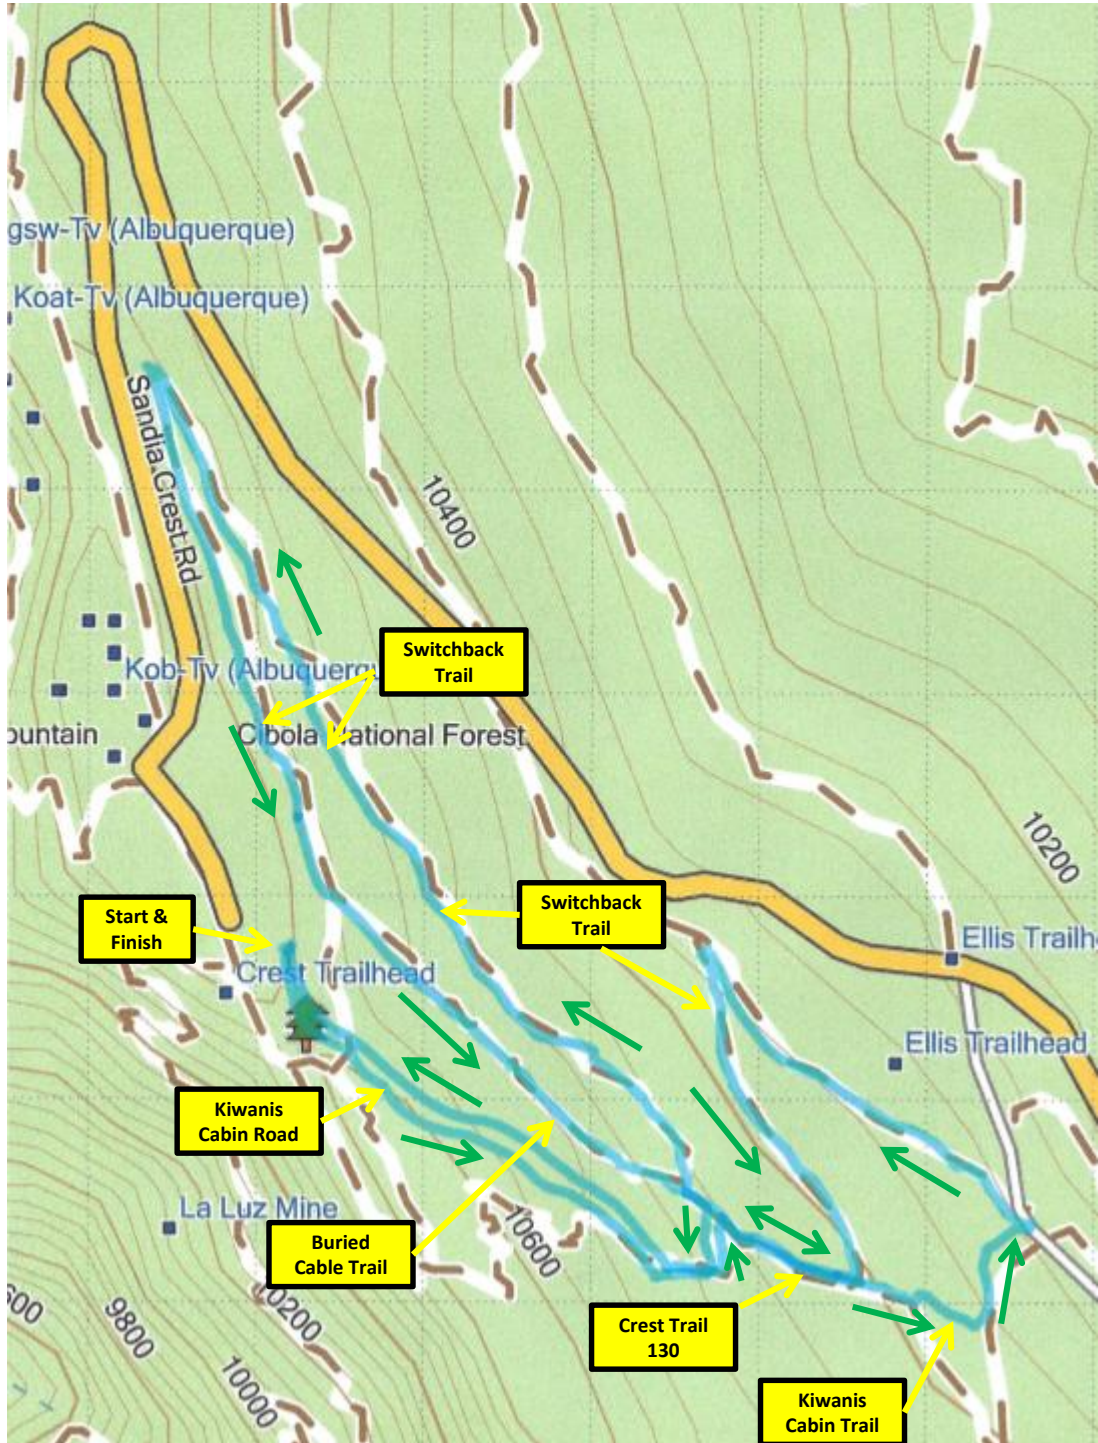 gsw-Tv (Albuquerque)
Koat-Tv (Albuquerque)
Sandia Crest Rd
10400
Switchback
Trail
Kob-Tv (Albuquerqu
ountain
Cibola National Forest
10200
Switchback
Trail
Start &
Finish
Ellis Trailh
Crest Trailhead
Ellis Trailhead
Kiwanis
Cabin Road
La Luz Mine
10600
Buried
Cable Trail
600
9800
10200
10000
Crest Trail
130
Kiwanis
Cabin Trail